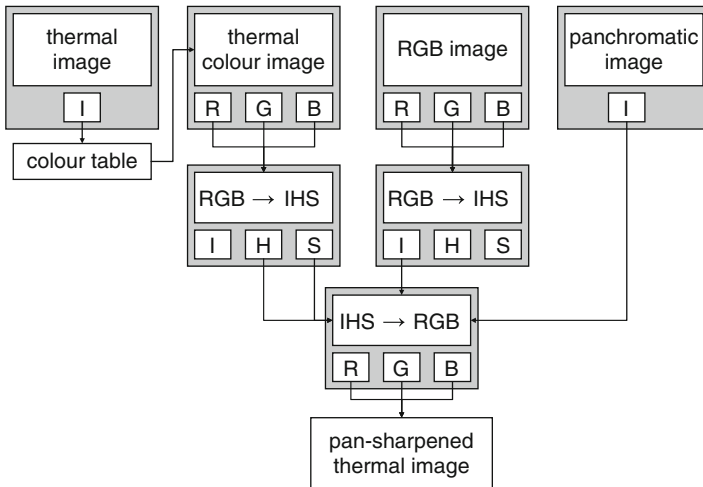 thermal
image
I
colour table
thermal
colour image
R G B
RGB image
R G B
panchromatic
image
I
RGB → IHS
I H S
RGB → IHS
I H S
IHS → RGB
R G B
pan-sharpened
thermal image